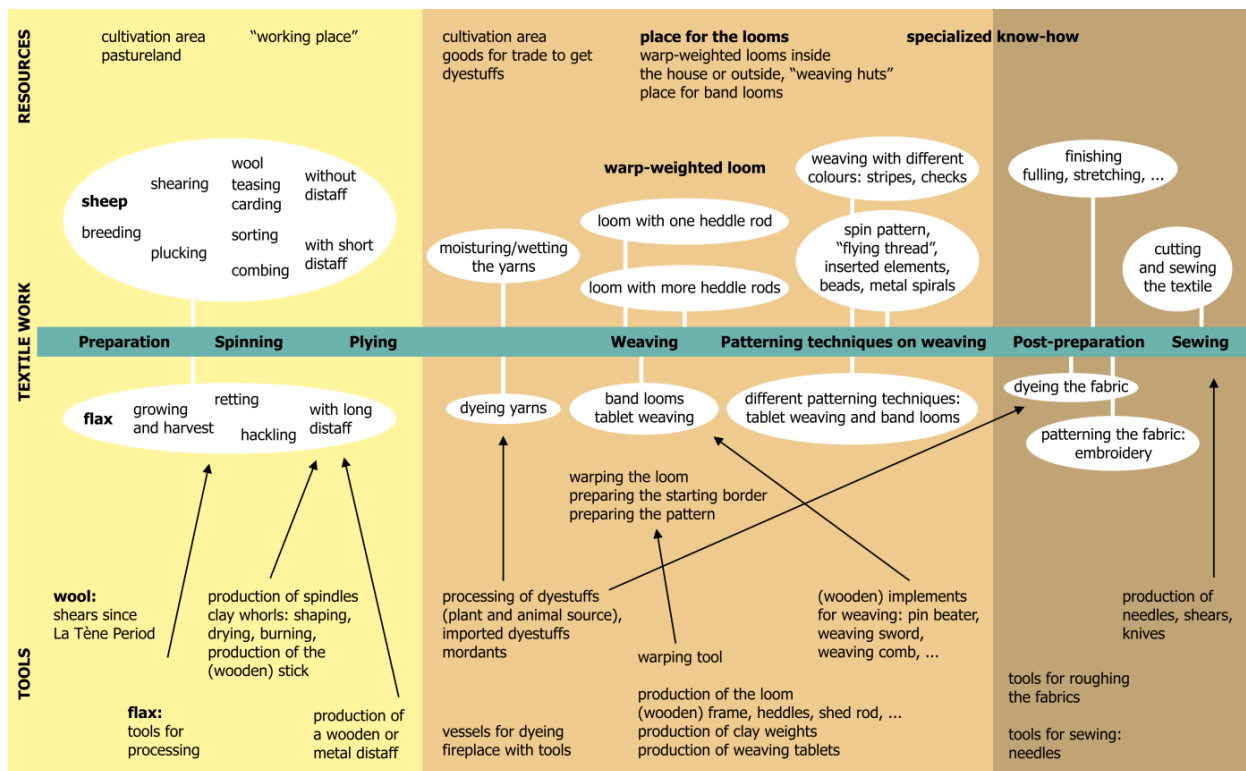 RESOURCES
cultivation area
pastureland
“working place”
cultivation area
goods for trade to get
dyestuffs
place for the looms
warp-weighted looms inside
the house or outside, “weaving huts”
place for band looms
specialized know-how
TEXTILE WORK
sheep
breeding
shearing
plucking
wool
teasing
carding
sorting
combing
without
distaff
with short
distaff
moisturing/wetting
the yarns
warp-weighted loom
loom with one heddle rod
loom with more heddle rods
weaving with different
colours: stripes, checks
spin pattern,
“flying thread”,
inserted elements,
beads, metal spirals
finishing
fulling, stretching, ...
cutting
and sewing
the textile
Preparation
Spinning
Plying
Weaving
Patterning techniques on weaving
Post-preparation
Sewing
flax
growing
and harvest
retting
hackling
with long
distaff
dyeing yarns
band looms
tablet weaving
different patterning techniques:
tablet weaving and band looms
dyeing the fabric
patterning the fabric:
embroidery
warping the loom
preparing the starting border
preparing the pattern
TOOLS
wool:
shears since
La Tène Period
flax:
tools for
processing
production of spindles
clay whorls: shaping,
drying, burning,
production of the
(wooden) stick
production of
a wooden or
metal distaff
processing of dyestuffs
(plant and animal source),
imported dyestuffs
mordants
vessels for dyeing
fireplace with tools
warping tool
production of the loom
(wooden) frame, heddles, shed rod, ...
production of clay weights
production of weaving tablets
(wooden) implements
for weaving: pin beater,
weaving sword,
weaving comb, ...
production of
needles, shears,
knives
tools for roughing
the fabrics
tools for sewing:
needles